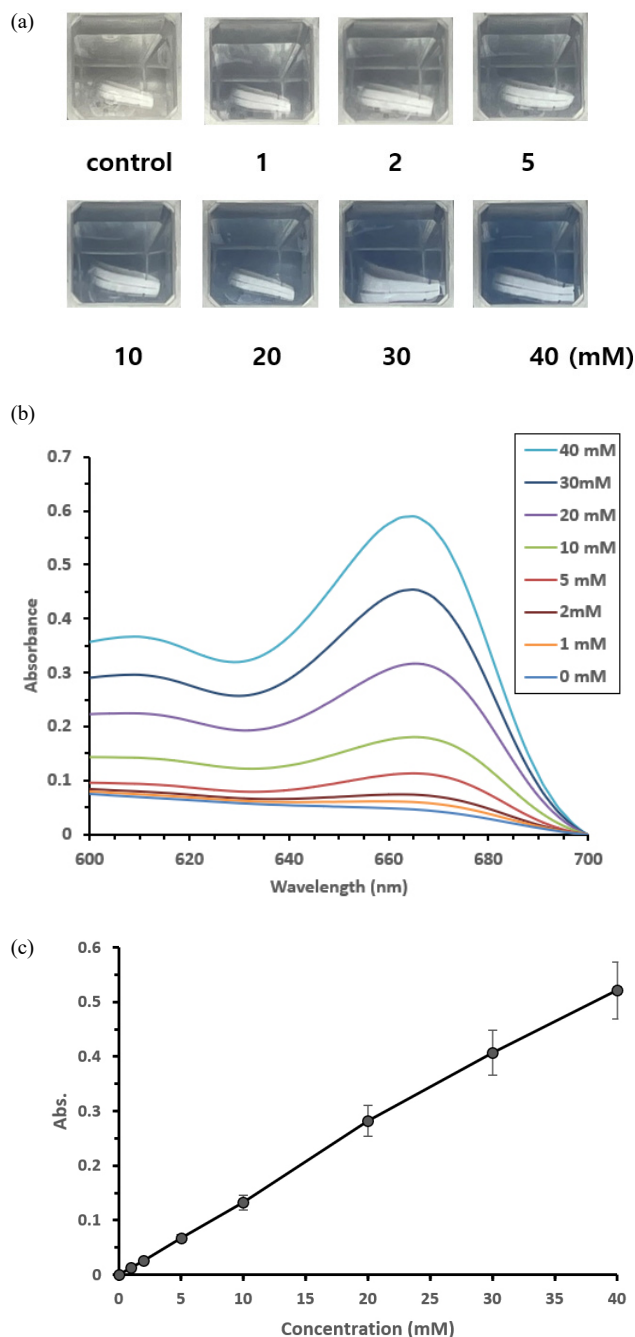 (a)
control 1 2 5
10 20 30 40 (mM)
(b)
40 mM
30mM
20 mM
10 mM
5 mM
2mM
1 mM
0 mM
0.7
0.6
0.5
0.4
0.3
0.2
0.1
0
Absorbance
600 620 640 660 680 700
Wavelength (nm)
(c)
0.6
0.5
0.4
0.3
0.2
0.1
0
Abs.
0 5 10 15 20 25 30 35 40
Concentration (mM)